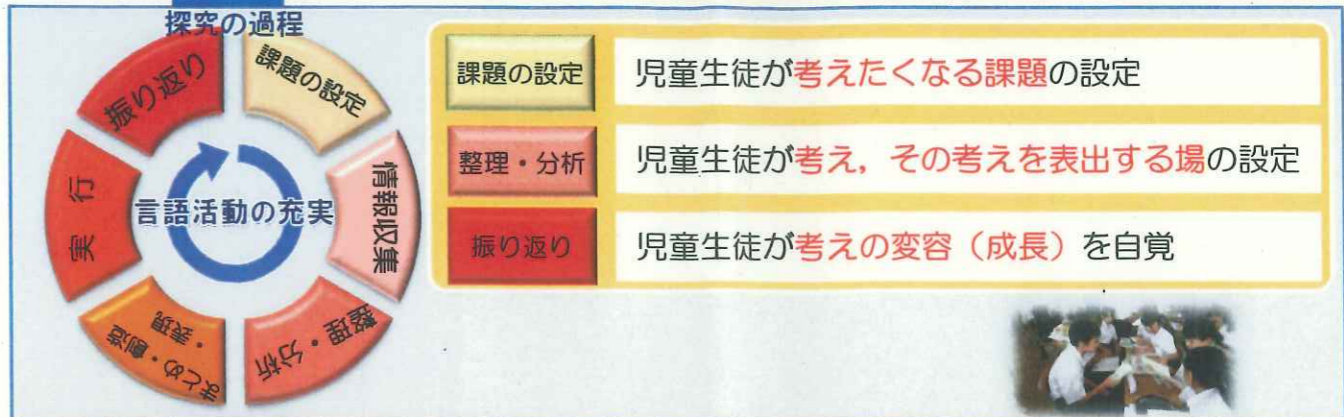 探究の過程
課題の設定
情報収集
整理・分析
まとめ・創造
・表現
実行
振り返り
言語活動の充実
課題の設定
児童生徒が考えたくなる課題の設定
整理・分析
児童生徒が考え,その考えを表出する場の設定
振り返り
児童生徒が考えの変容(成長)を自覚